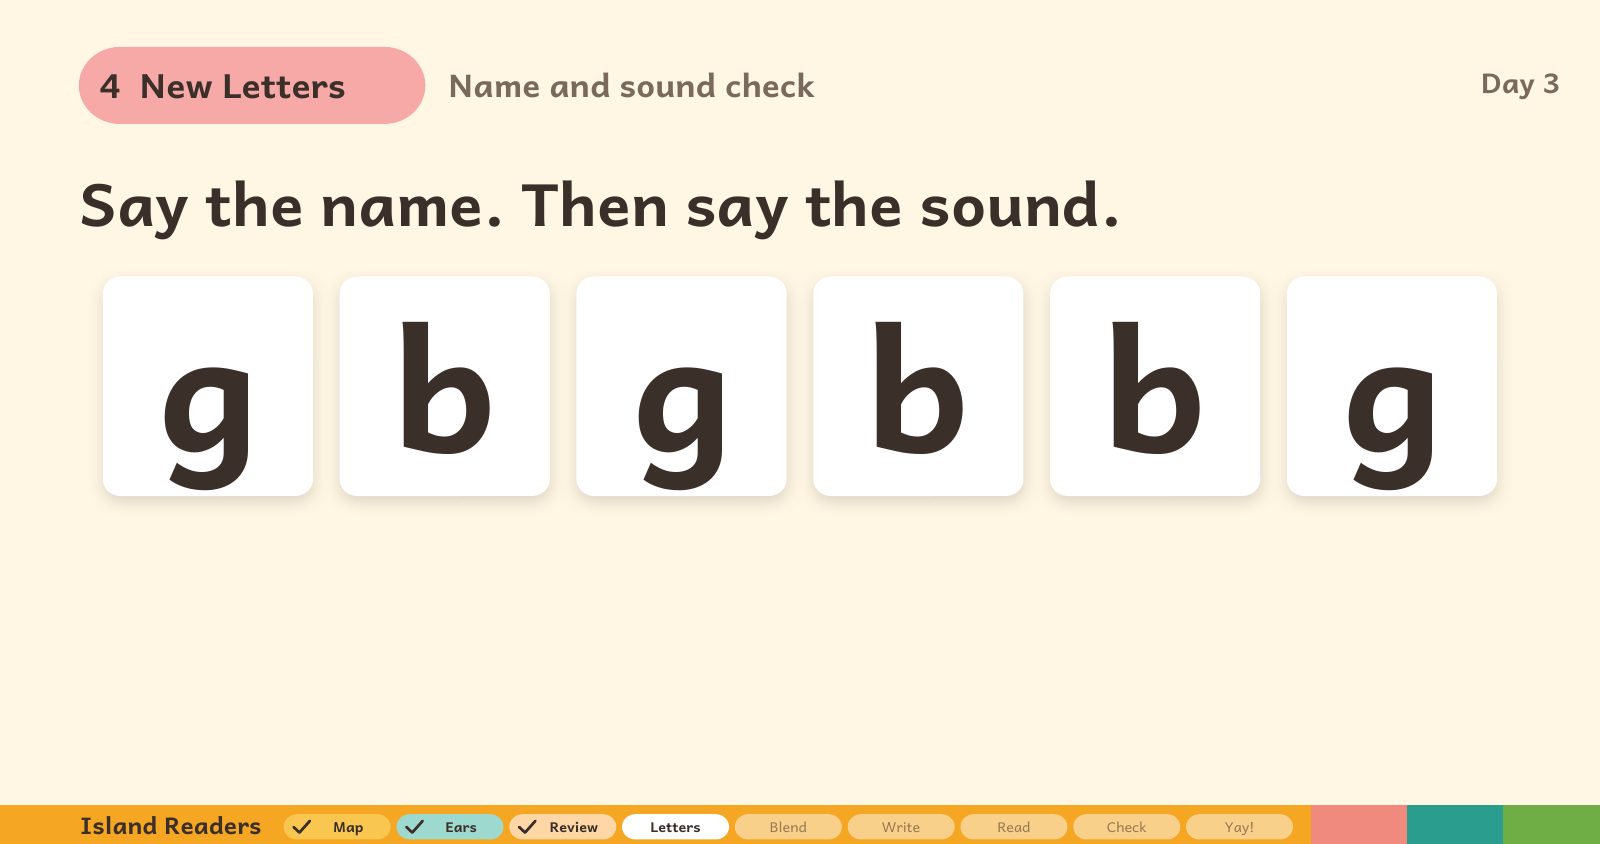 4 New Letters
Name and sound check
Day 3
Say the name. Then say the sound.
g b g b b g
Island Readers
Map
Ears
Review
Letters
Blend
Write
Read
Check
Yay!